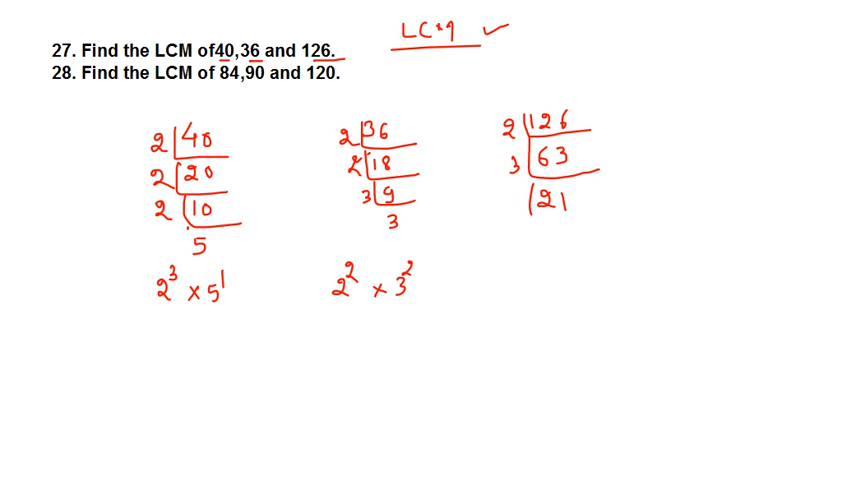 LCM ✓
27. Find the LCM of40,36 and 126.
28. Find the LCM of 84,90 and 120.
2 40
2 20
2 10
5
2³ × 5¹
2 36
2 18
3 9
3
2² × 3²
2 126
3 63
21